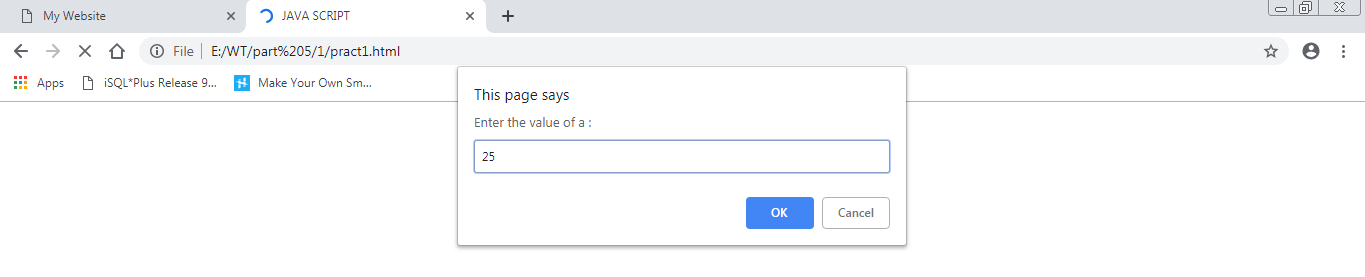 My Website
JAVA SCRIPT
File E:/WT/part%205/1/pract1.html
Apps iSQL*Plus Release 9... Make Your Own Sm...
This page says
Enter the value of a :
25
OK Cancel